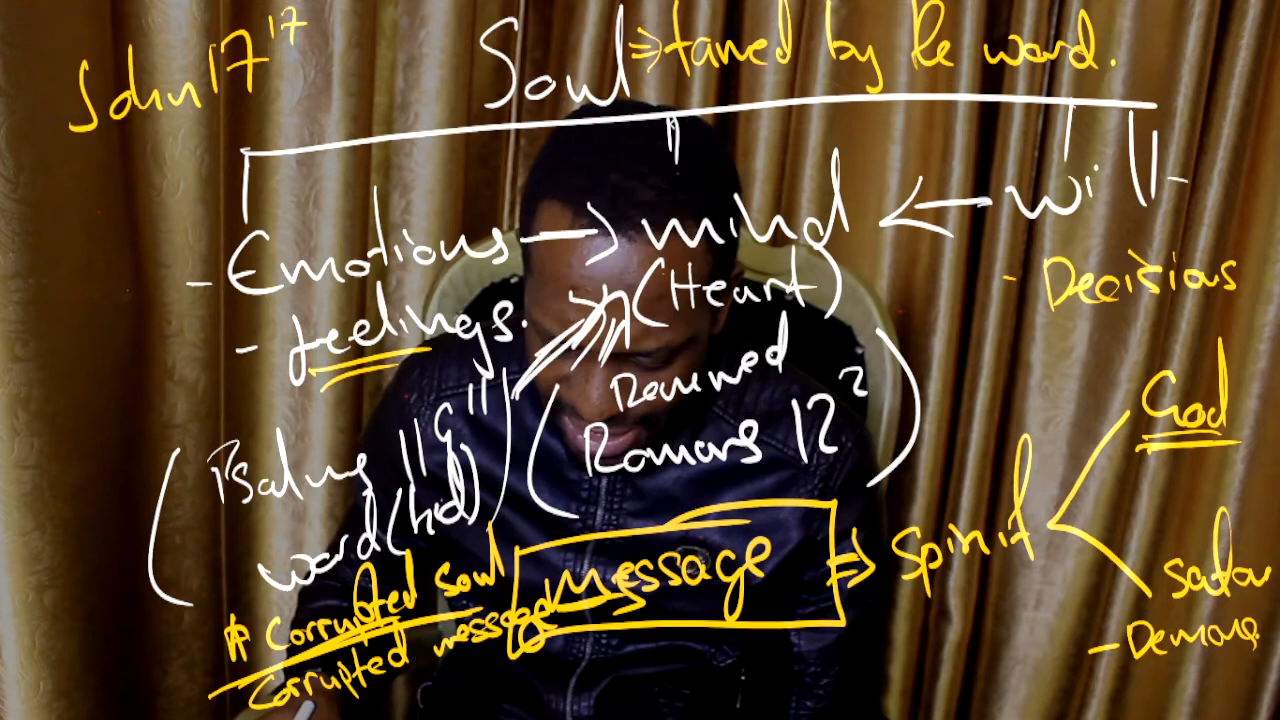 John 17 17
Soul ⇒ tamed by the word.
- Emotions → mind ← will
- feelings. (Heart) - Decisions
(Psalms 119 11 word (hid)) (Renewed Romans 12 2)
God
message ⇒ spirit
Satan
- Demons
* Corrupted soul
Corrupted message